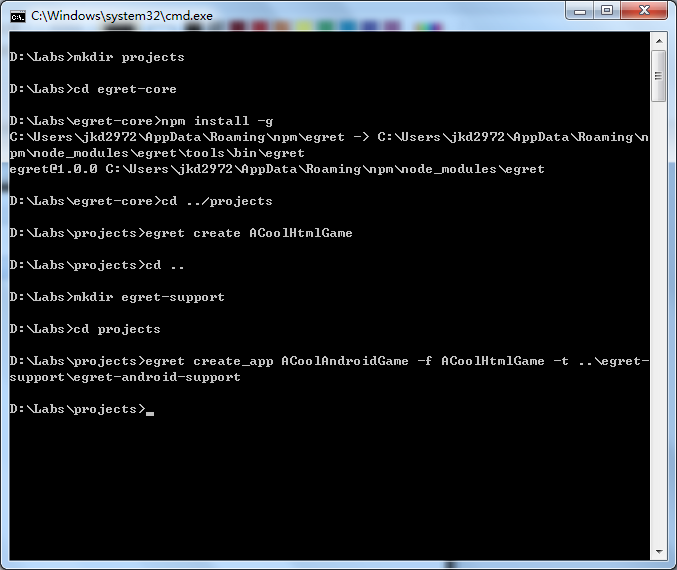 C:\Windows\system32\cmd.exe
D:\Labs>mkdir projects
D:\Labs>cd egret-core
D:\Labs\egret-core>npm install -g
C:\Users\jkd2972\AppData\Roaming\npm\egret -> C:\Users\jkd2972\AppData\Roaming\n
pm\node_modules\egret\tools\bin\egret
egret@1.0.0 C:\Users\jkd2972\AppData\Roaming\npm\node_modules\egret
D:\Labs\egret-core>cd ../projects
D:\Labs\projects>egret create ACoolHtmlGame
D:\Labs\projects>cd ..
D:\Labs>mkdir egret-support
D:\Labs>cd projects
D:\Labs\projects>egret create_app ACoolAndroidGame -f ACoolHtmlGame -t ..\egret-
support\egret-android-support
D:\Labs\projects>